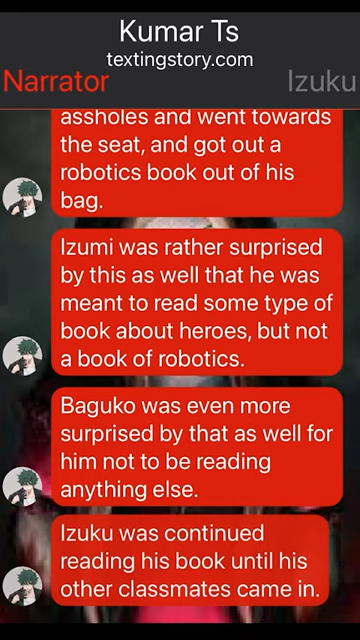 Kumar Ts
textingstory.com
Narrator
Izuku
assholes and went towards
the seat, and got out a
robotics book out of his
bag.
Izumi was rather surprised
by this as well that he was
meant to read some type of
book about heroes, but not
a book of robotics.
Baguko was even more
surprised by that as well for
him not to be reading
anything else.
Izuku was continued
reading his book until his
other classmates came in.